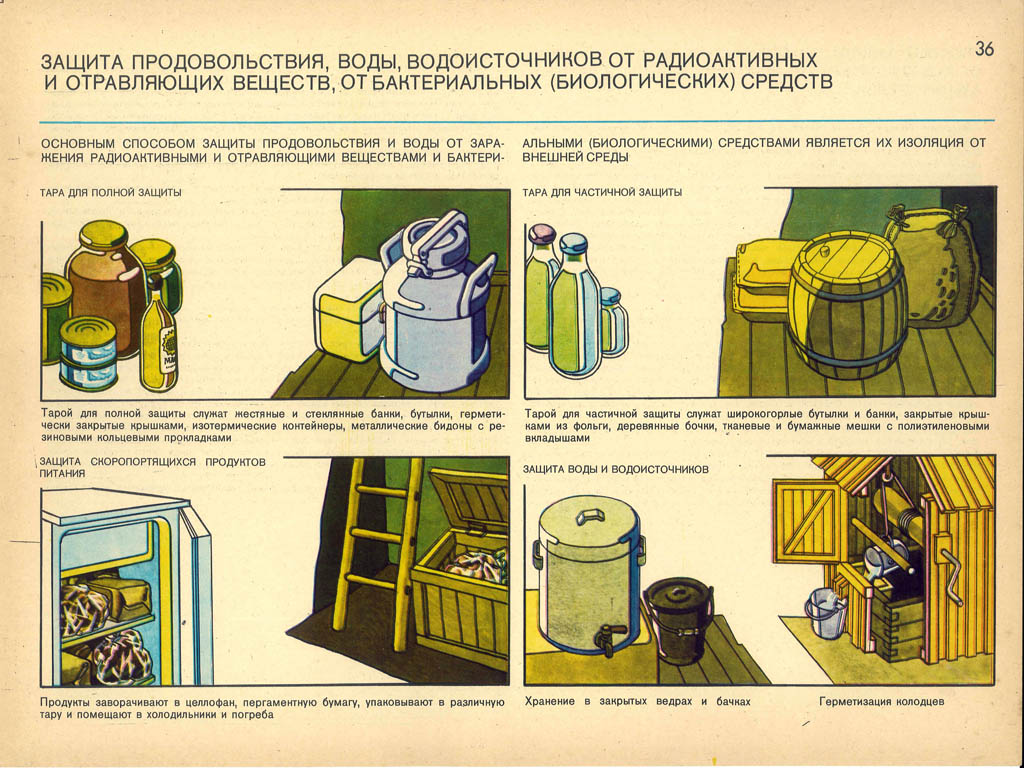 36
ЗАЩИТА ПРОДОВОЛЬСТВИЯ, ВОДЫ, ВОДОИСТОЧНИКОВ ОТ РАДИОАКТИВНЫХ
И ОТРАВЛЯЮЩИХ ВЕЩЕСТВ, ОТ БАКТЕРИАЛЬНЫХ (БИОЛОГИЧЕСКИХ) СРЕДСТВ
ОСНОВНЫМ СПОСОБОМ ЗАЩИТЫ ПРОДОВОЛЬСТВИЯ И ВОДЫ ОТ ЗАРА-
ЖЕНИЯ РАДИОАКТИВНЫМИ И ОТРАВЛЯЮЩИМИ ВЕЩЕСТВАМИ И БАКТЕРИ-
АЛЬНЫМИ (БИОЛОГИЧЕСКИМИ) СРЕДСТВАМИ ЯВЛЯЕТСЯ ИХ ИЗОЛЯЦИЯ ОТ
ВНЕШНЕЙ СРЕДЫ
ТАРА ДЛЯ ПОЛНОЙ ЗАЩИТЫ
Тарой для полной защиты служат жестяные и стеклянные банки, бутылки, гермети-
чески закрытые крышками, изотермические контейнеры, металлические бидоны с ре-
зиновыми кольцевыми прокладками
ТАРА ДЛЯ ЧАСТИЧНОЙ ЗАЩИТЫ
Тарой для частичной защиты служат широкогорлые бутылки и банки, закрытые крыш-
ками из фольги, деревянные бочки, тканевые и бумажные мешки с полиэтиленовыми
вкладышами
ЗАЩИТА СКОРОПОРТЯЩИХСЯ ПРОДУКТОВ
ПИТАНИЯ
Продукты заворачивают в целлофан, пергаментную бумагу, упаковывают в различную
тару и помещают в холодильники и погреба
ЗАЩИТА ВОДЫ И ВОДОИСТОЧНИКОВ
Хранение в закрытых ведрах и бачках
Герметизация колодцев